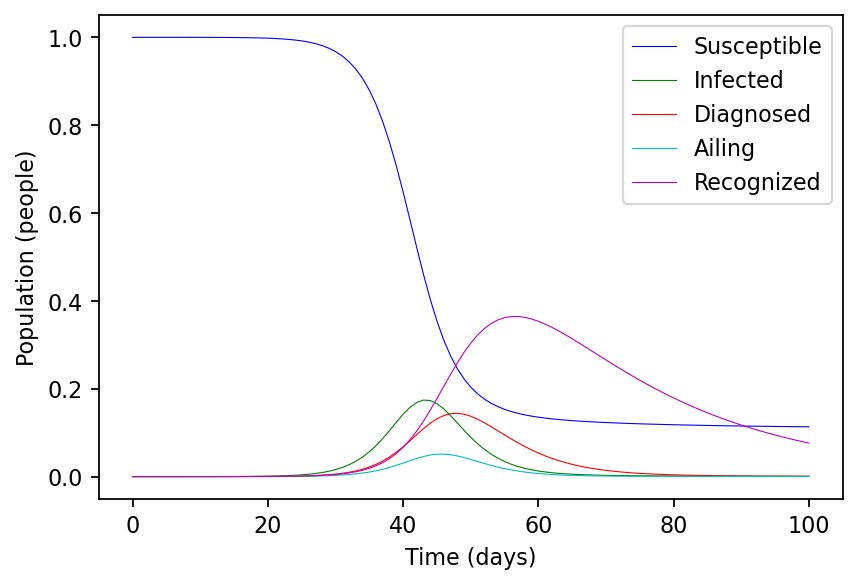 1.0
0.8
0.6
0.4
0.2
0.0
Population (people)
Susceptible
Infected
Diagnosed
Ailing
Recognized
0 20 40 60 80 100
Time (days)